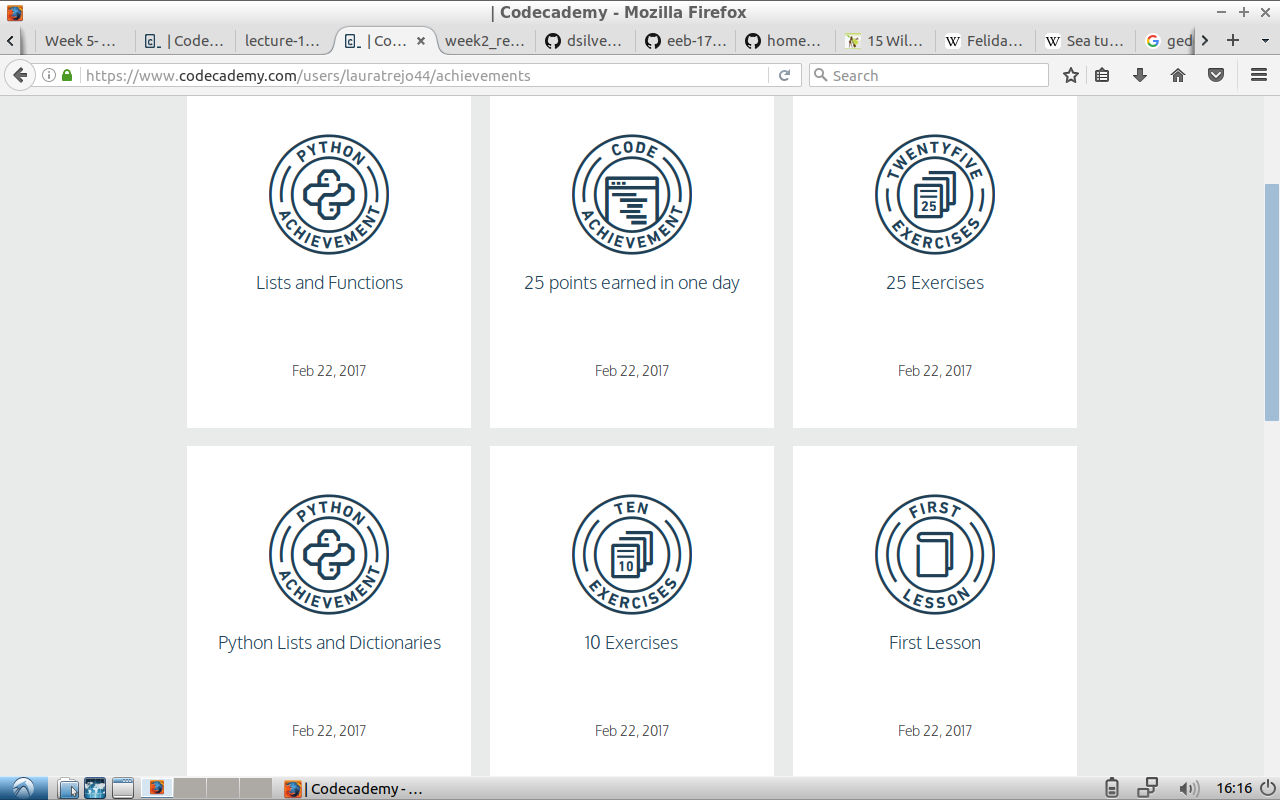 | Codecademy - Mozilla Firefox
Week 5-...
| Code...
lecture-1...
| Co...
week2_re...
dsilve...
eeb-17...
home...
15 Wil...
Felida...
Sea tu...
ged
https://www.codecademy.com/users/lauratrejo44/achievements
Search
PYTHON ACHIEVEMENT
CODE ACHIEVEMENT
TWENTYFIVE EXERCISES
25
Lists and Functions
25 points earned in one day
25 Exercises
Feb 22, 2017
Feb 22, 2017
Feb 22, 2017
PYTHON ACHIEVEMENT
TEN EXERCISES
10
FIRST LESSON
Python Lists and Dictionaries
10 Exercises
First Lesson
Feb 22, 2017
Feb 22, 2017
Feb 22, 2017
| Codecademy - ...
16:16